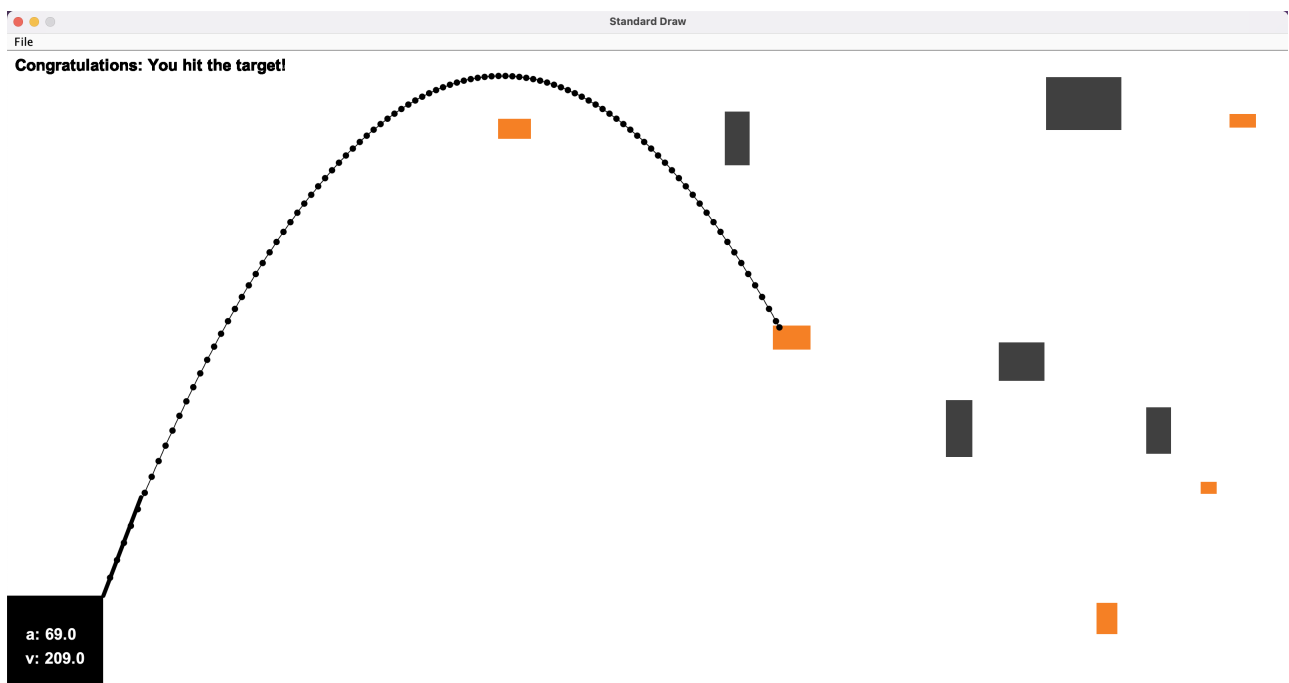 Standard Draw
File
Congratulations: You hit the target!
a: 69.0
v: 209.0